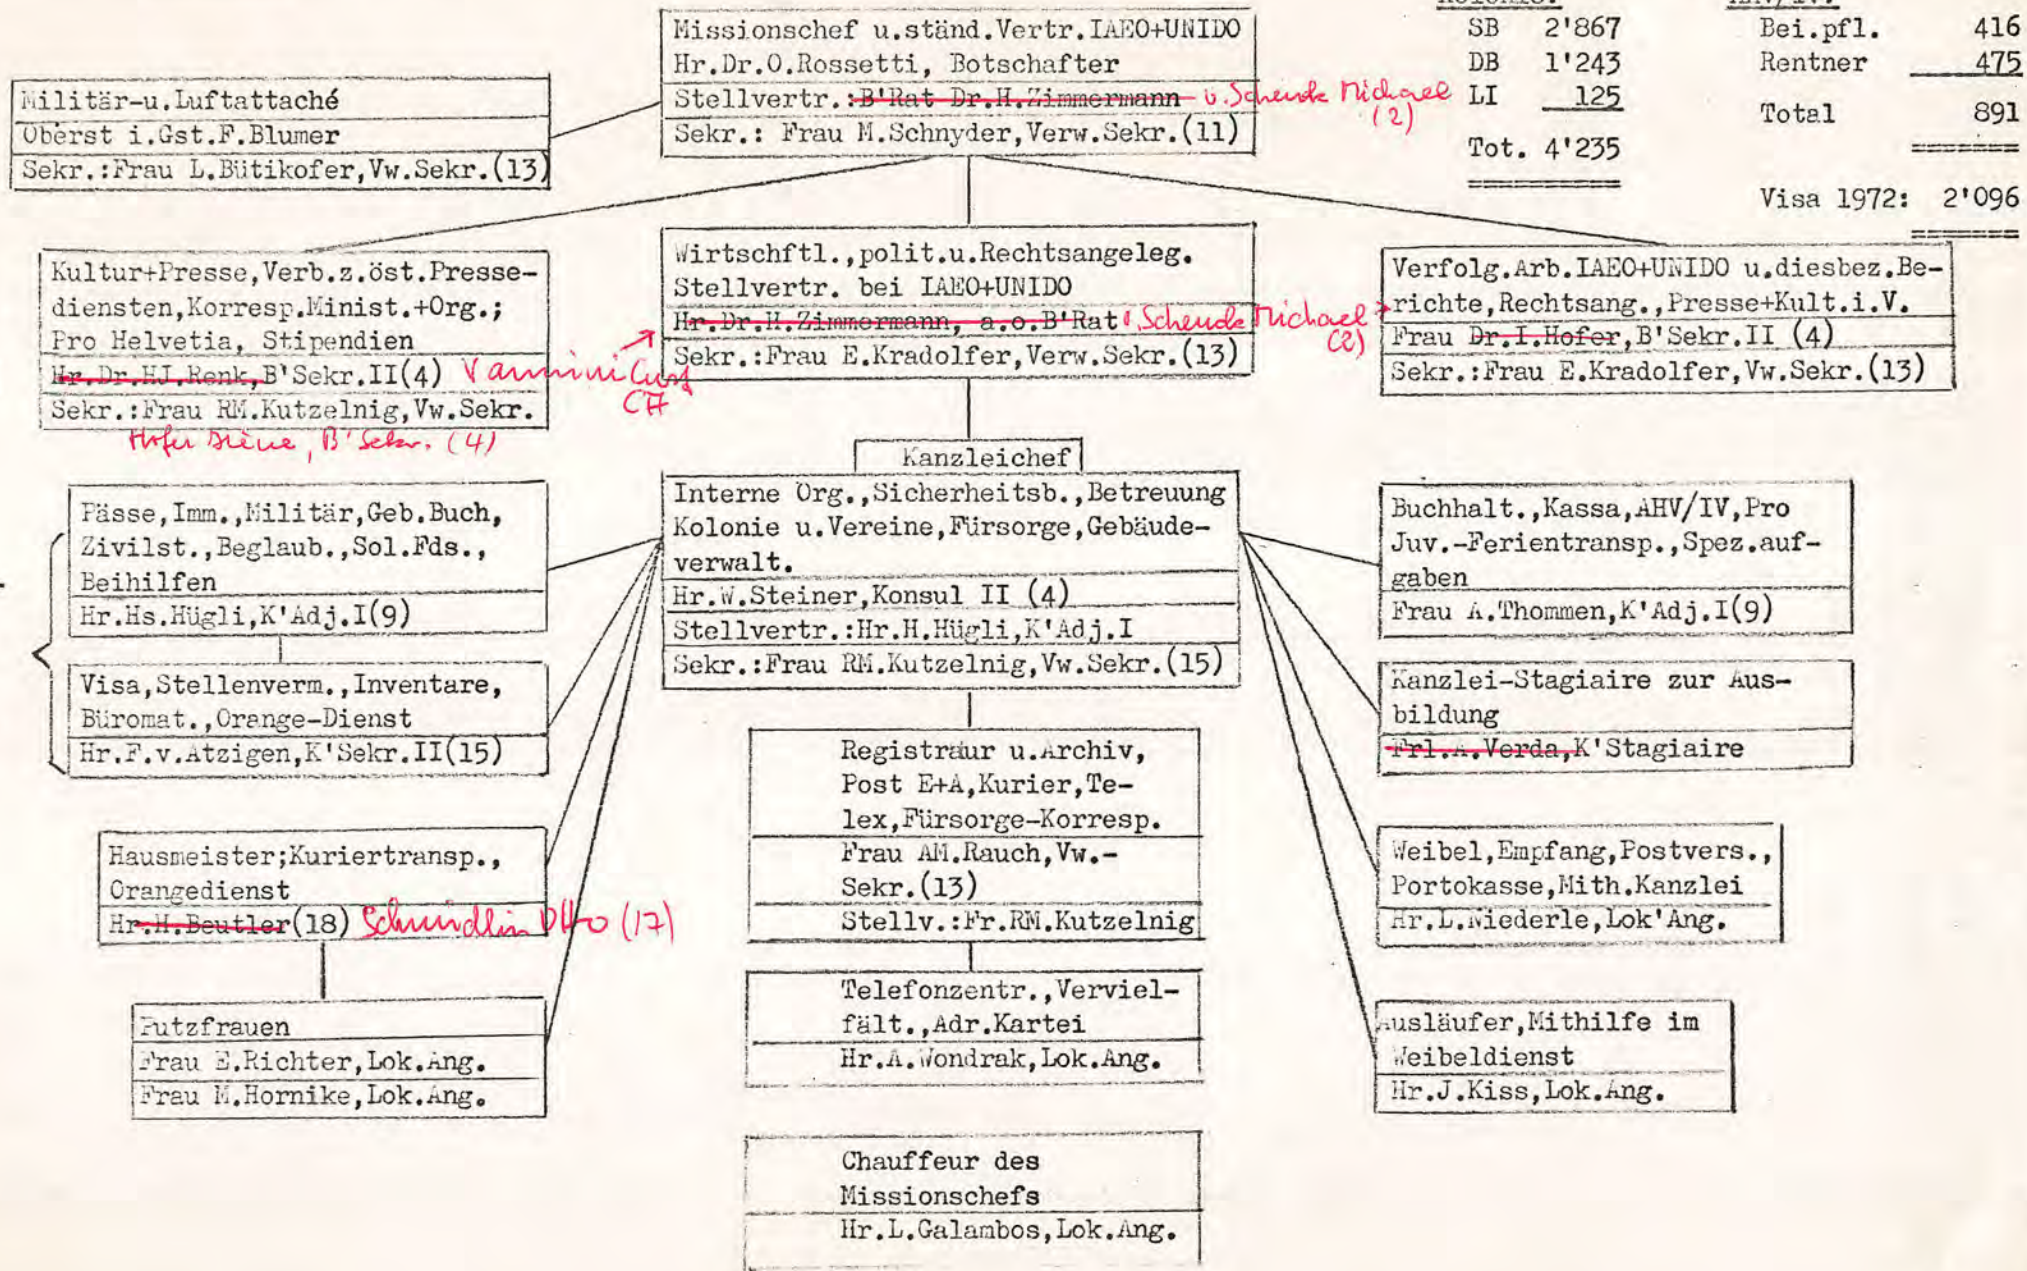 Missionschef u.ständ.Vertr.IAEO+UNIDO
Hr.Dr.O.Rossetti, Botschafter
Stellvertr.:B'Rat Dr.H.Zimmermann v.Schenk Michael
(2)
Sekr.: Frau M.Schnyder,Verw.Sekr.(11)
SB 2'867
DB 1'243
LI 125
Tot. 4'235
Bei.pfl. 416
Rentner 475
Total 891
Visa 1972: 2'096
Militär-u.Luftattaché
Oberst i.Gst.F.Blumer
Sekr.:Frau L.Bütikofer,Vw.Sekr.(13)
Kultur+Presse,Verb.z.öst.Presse-
diensten,Korresp.Minist.+Org.;
Pro Helvetia, Stipendien
Hr.Dr.HJ.Renk,B'Sekr.II(4)
Sekr.:Frau RM.Kutzelnig,Vw.Sekr.
Hofer Irène, B'Sekr. (4)
Wirtschftl.,polit.u.Rechtsangeleg.
Stellvertr. bei IAEO+UNIDO
Hr.Dr.H.Zimmermann, a.o.B'Rat v.Schenk Michael
(2)
Sekr.:Frau E.Kradolfer,Verw.Sekr.(13)
Verfolg.Arb.IAEO+UNIDO u.diesbez.Be-
richte,Rechtsang.,Presse+Kult.i.V.
Frau Dr.I.Hofer,B'Sekr.II (4)
Sekr.:Frau E.Kradolfer,Vw.Sekr.(13)
Kanzleichef
Interne Org.,Sicherheitsb.,Betreuung
Kolonie u.Vereine,Fürsorge,Gebäude-
verwalt.
Hr.W.Steiner,Konsul II (4)
Stellvertr.:Hr.H.Hügli,K'Adj.I
Sekr.:Frau RM.Kutzelnig,Vw.Sekr.(15)
Pässe,Imm.,Militär,Geb.Buch,
Zivilst.,Beglaub.,Sol.Fds.,
Beihilfen
Hr.Hs.Hügli,K'Adj.I(9)
Visa,Stellenverm.,Inventare,
Büromat.,Orange-Dienst
Hr.F.v.Atzigen,K'Sekr.II(15)
Hausmeister;Kuriertransp.,
Orangedienst
Hr.H.Beutler(18) Schmidlin Otto (17)
Putzfrauen
Frau E.Richter,Lok.Ang.
Frau M.Hornike,Lok.Ang.
Registraur u.Archiv,
Post E+A,Kurier,Te-
lex,Fürsorge-Korresp.
Frau AM.Rauch,Vw.-
Sekr.(13)
Stellv.:Fr.RM.Kutzelnig
Telefonzentr.,Verviel-
fält.,Adr.Kartei
Hr.A.Wondrak,Lok.Ang.
Chauffeur des
Missionschefs
Hr.L.Galambos,Lok.Ang.
Buchhalt.,Kassa,AHV/IV,Pro
Juv.-Ferientransp.,Spez.auf-
gaben
Frau A.Thommen,K'Adj.I(9)
Kanzlei-Stagiaire zur Aus-
bildung
Frl.A.Verda,K'Stagiaire
Weibel,Empfang,Postvers.,
Portokasse,Mith.Kanzlei
Hr.L.Niederle,Lok'Ang.
Ausläufer,Mithilfe im
Weibeldienst
Hr.J.Kiss,Lok.Ang.